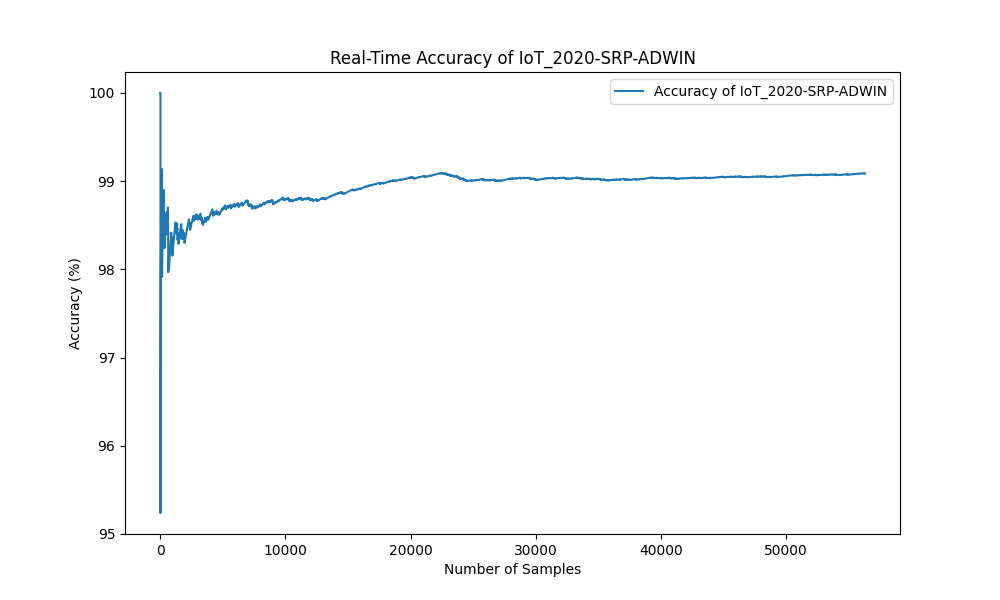 Real-Time Accuracy of IoT_2020-SRP-ADWIN
Accuracy of IoT_2020-SRP-ADWIN
100
99
98
97
96
95
Accuracy (%)
0 10000 20000 30000 40000 50000
Number of Samples